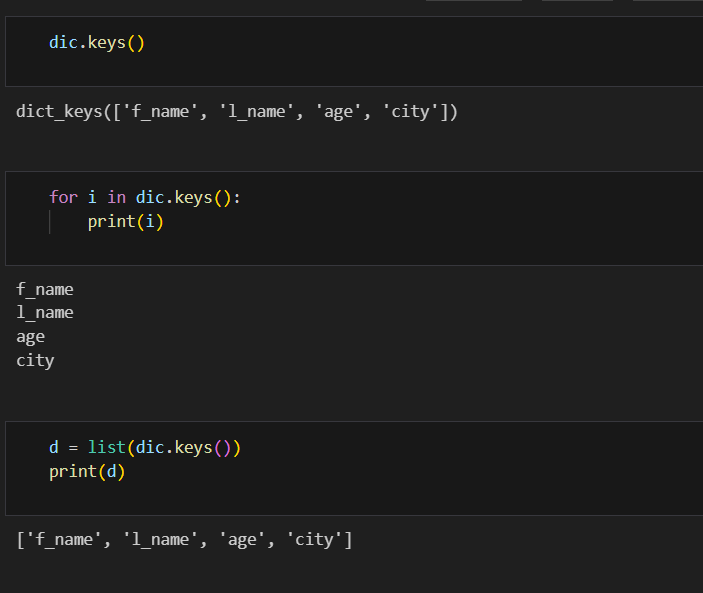 dic.keys()
dict_keys(['f_name', 'l_name', 'age', 'city'])
for i in dic.keys():
    print(i)
f_name
l_name
age
city
d = list(dic.keys())
print(d)
['f_name', 'l_name', 'age', 'city']